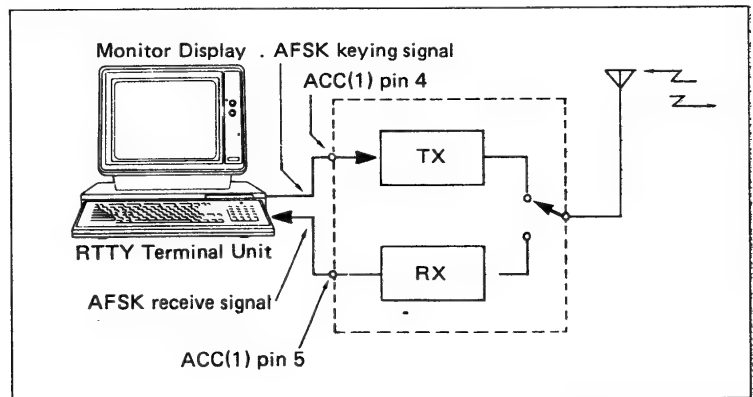 Monitor Display . AFSK keying signal
ACC(1) pin 4
TX
RTTY Terminal Unit
RX
AFSK receive signal
ACC(1) pin 5